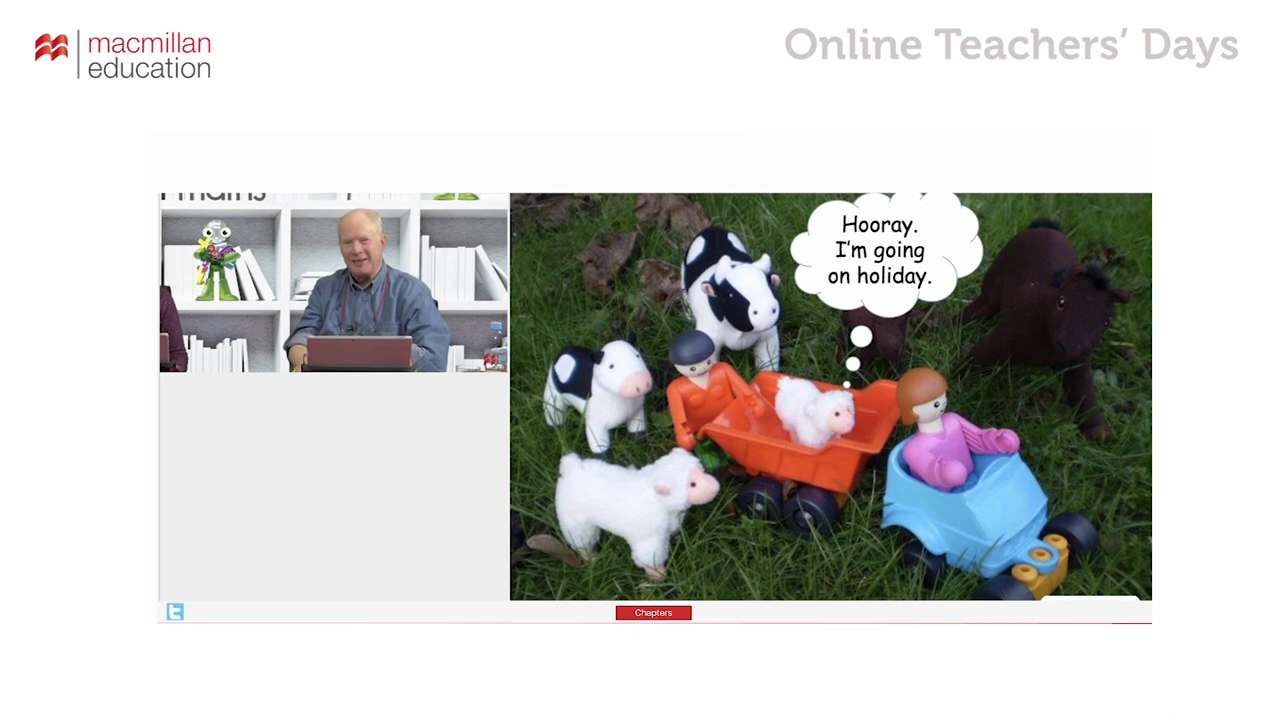 macmillan
education
Online Teachers' Days
Hooray.
I'm going
on holiday.
Chapters